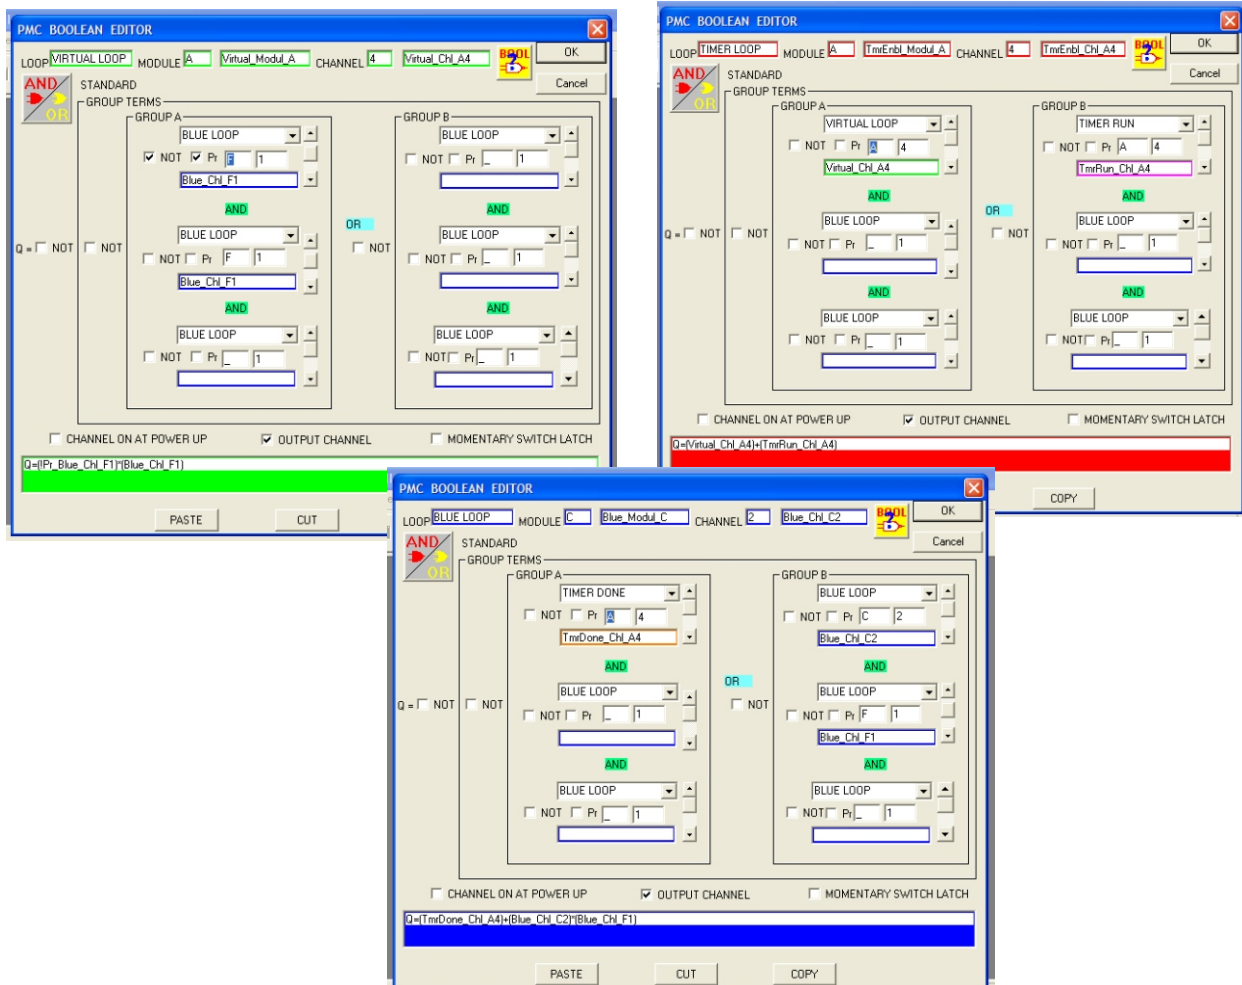 PMC BOOLEAN EDITOR
LOOP VIRTUAL LOOP MODULE A Virtual_Modul_A CHANNEL 4 Virtual_Chl_A4 BOOL ? OK
Cancel
AND OR STANDARD
GROUP TERMS
GROUP A GROUP B
BLUE LOOP BLUE LOOP
NOT Pr F 1 NOT Pr _ 1
Blue_Chl_F1
AND AND
OR
BLUE LOOP BLUE LOOP
Q = NOT NOT NOT Pr F 1 NOT NOT Pr _ 1
Blue_Chl_F1
AND AND
BLUE LOOP BLUE LOOP
NOT Pr _ 1 NOT Pr _ 1
CHANNEL ON AT POWER UP OUTPUT CHANNEL MOMENTARY SWITCH LATCH
Q=(!Pr_Blue_Chl_F1)*(Blue_Chl_F1)
PASTE CUT
PMC BOOLEAN EDITOR
LOOP TIMER LOOP MODULE A TmrEnbl_Modul_A CHANNEL 4 TmrEnbl_Chl_A4 BOOL ? OK
Cancel
AND OR STANDARD
GROUP TERMS
GROUP A GROUP B
VIRTUAL LOOP TIMER RUN
NOT Pr A 4 NOT Pr A 4
Virtual_Chl_A4 TmrRun_Chl_A4
AND AND
OR
BLUE LOOP BLUE LOOP
Q = NOT NOT NOT Pr _ 1 NOT NOT Pr _ 1
AND AND
BLUE LOOP BLUE LOOP
NOT Pr _ 1 NOT Pr _ 1
CHANNEL ON AT POWER UP OUTPUT CHANNEL MOMENTARY SWITCH LATCH
Q=(Virtual_Chl_A4)+(TmrRun_Chl_A4)
COPY
PMC BOOLEAN EDITOR
LOOP BLUE LOOP MODULE C Blue_Modul_C CHANNEL 2 Blue_Chl_C2 BOOL ? OK
Cancel
AND OR STANDARD
GROUP TERMS
GROUP A GROUP B
TIMER DONE BLUE LOOP
NOT Pr A 4 NOT Pr C 2
TmrDone_Chl_A4 Blue_Chl_C2
AND AND
OR
BLUE LOOP BLUE LOOP
Q = NOT NOT NOT Pr _ 1 NOT NOT Pr F 1
Blue_Chl_F1
AND AND
BLUE LOOP BLUE LOOP
NOT Pr _ 1 NOT Pr _ 1
CHANNEL ON AT POWER UP OUTPUT CHANNEL MOMENTARY SWITCH LATCH
Q=(TmrDone_Chl_A4)+(Blue_Chl_C2)*(Blue_Chl_F1)
PASTE CUT COPY